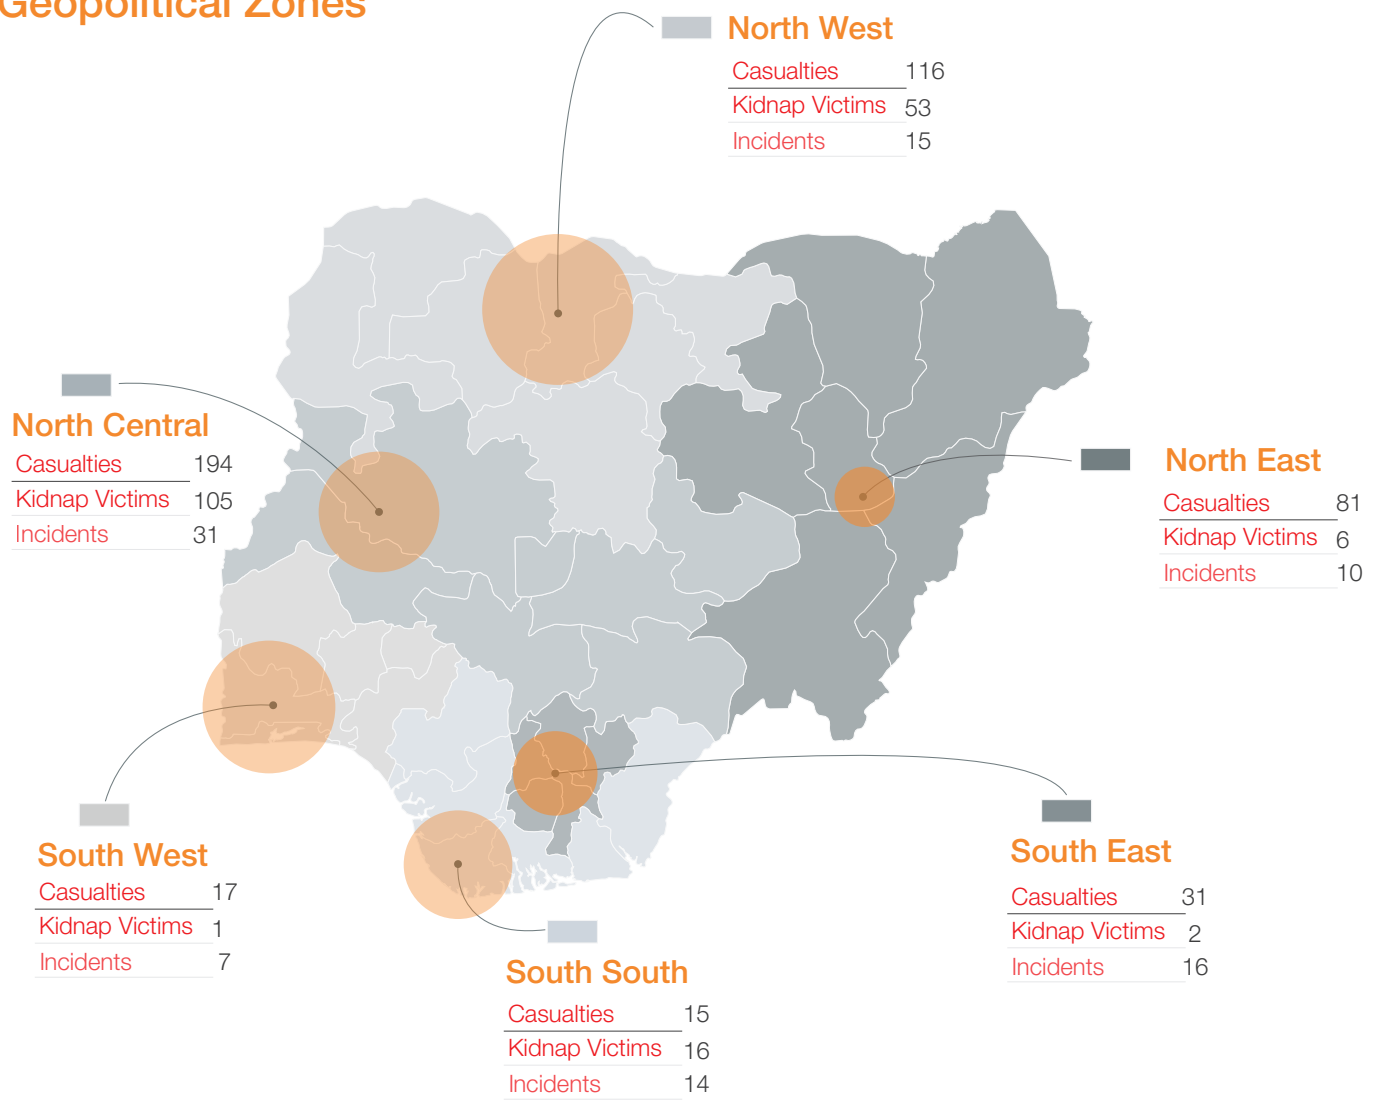 Geopolitical Zones
North West
Casualties 116
Kidnap Victims 53
Incidents 15
North Central
Casualties 194
Kidnap Victims 105
Incidents 31
North East
Casualties 81
Kidnap Victims 6
Incidents 10
South West
Casualties 17
Kidnap Victims 1
Incidents 7
South East
Casualties 31
Kidnap Victims 2
Incidents 16
South South
Casualties 15
Kidnap Victims 16
Incidents 14